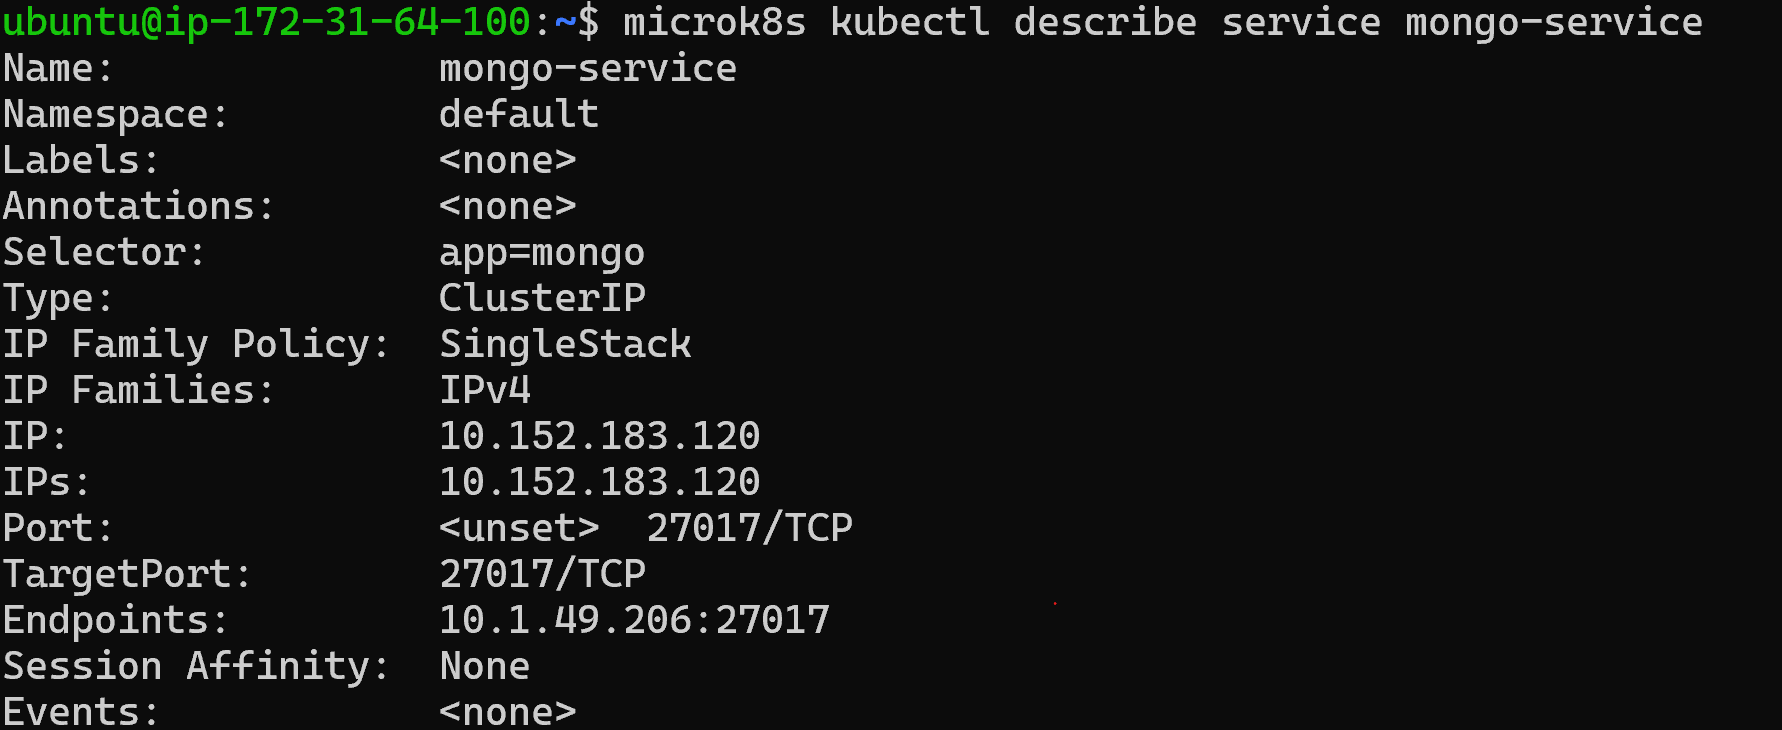 ubuntu@ip-172-31-64-100:~$ microk8s kubectl describe service mongo-service
Name:              mongo-service
Namespace:         default
Labels:            <none>
Annotations:       <none>
Selector:          app=mongo
Type:              ClusterIP
IP Family Policy:  SingleStack
IP Families:       IPv4
IP:                10.152.183.120
IPs:               10.152.183.120
Port:              <unset>  27017/TCP
TargetPort:        27017/TCP
Endpoints:         10.1.49.206:27017
Session Affinity:  None
Events:            <none>